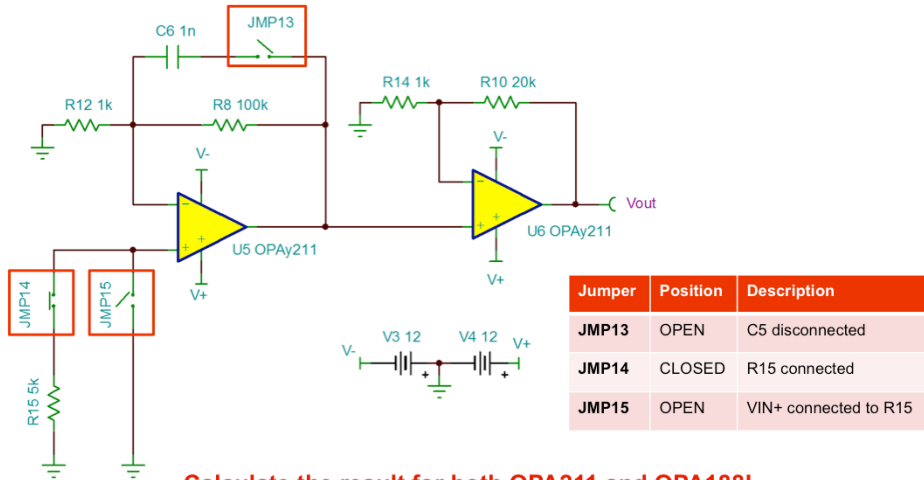 C6 1n
JMP13
R12 1k
R8 100k
R14 1k
R10 20k
V-
V-
U5 OPAy211
U6 OPAy211
Vout
V+
V+
JMP14
JMP15
R15 5k
V-
V3 12
V4 12
V+
Jumper Position Description
JMP13 OPEN C5 disconnected
JMP14 CLOSED R15 connected
JMP15 OPEN VIN+ connected to R15